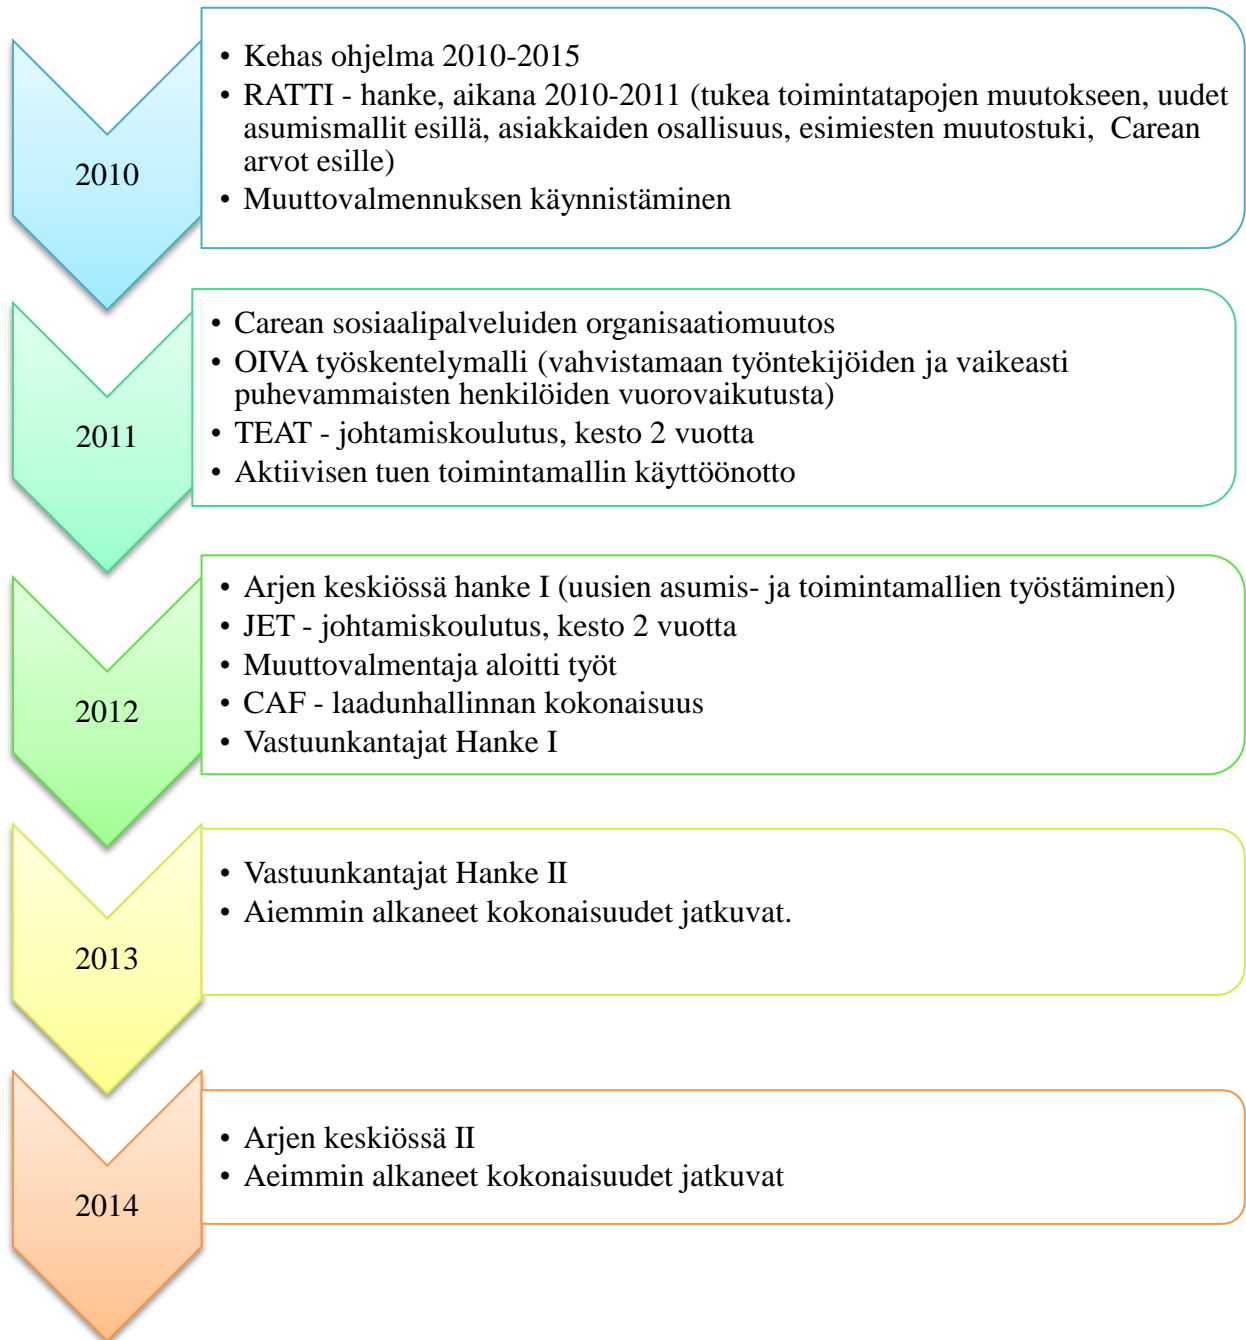 2010
• Kehas ohjelma 2010-2015
• RATTI - hanke, aikana 2010-2011 (tukea toimintatapojen muutokseen, uudet
asumismallit esillä, asiakkaiden osallisuus, esimiesten muutostuki, Carean
arvot esille)
• Muuttovalmennuksen käynnistäminen
2011
• Carean sosiaalipalveluiden organisaatiomuutos
• OIVA työskentelymalli (vahvistamaan työntekijöiden ja vaikeasti
puhevammaisten henkilöiden vuorovaikutusta)
• TEAT - johtamiskoulutus, kesto 2 vuotta
• Aktiivisen tuen toimintamallin käyttöönotto
2012
• Arjen keskiössä hanke I (uusien asumis- ja toimintamallien työstäminen)
• JET - johtamiskoulutus, kesto 2 vuotta
• Muuttovalmentaja aloitti työt
• CAF - laadunhallinnan kokonaisuus
• Vastuunkantajat Hanke I
2013
• Vastuunkantajat Hanke II
• Aiemmin alkaneet kokonaisuudet jatkuvat.
2014
• Arjen keskiössä II
• Aeimmin alkaneet kokonaisuudet jatkuvat